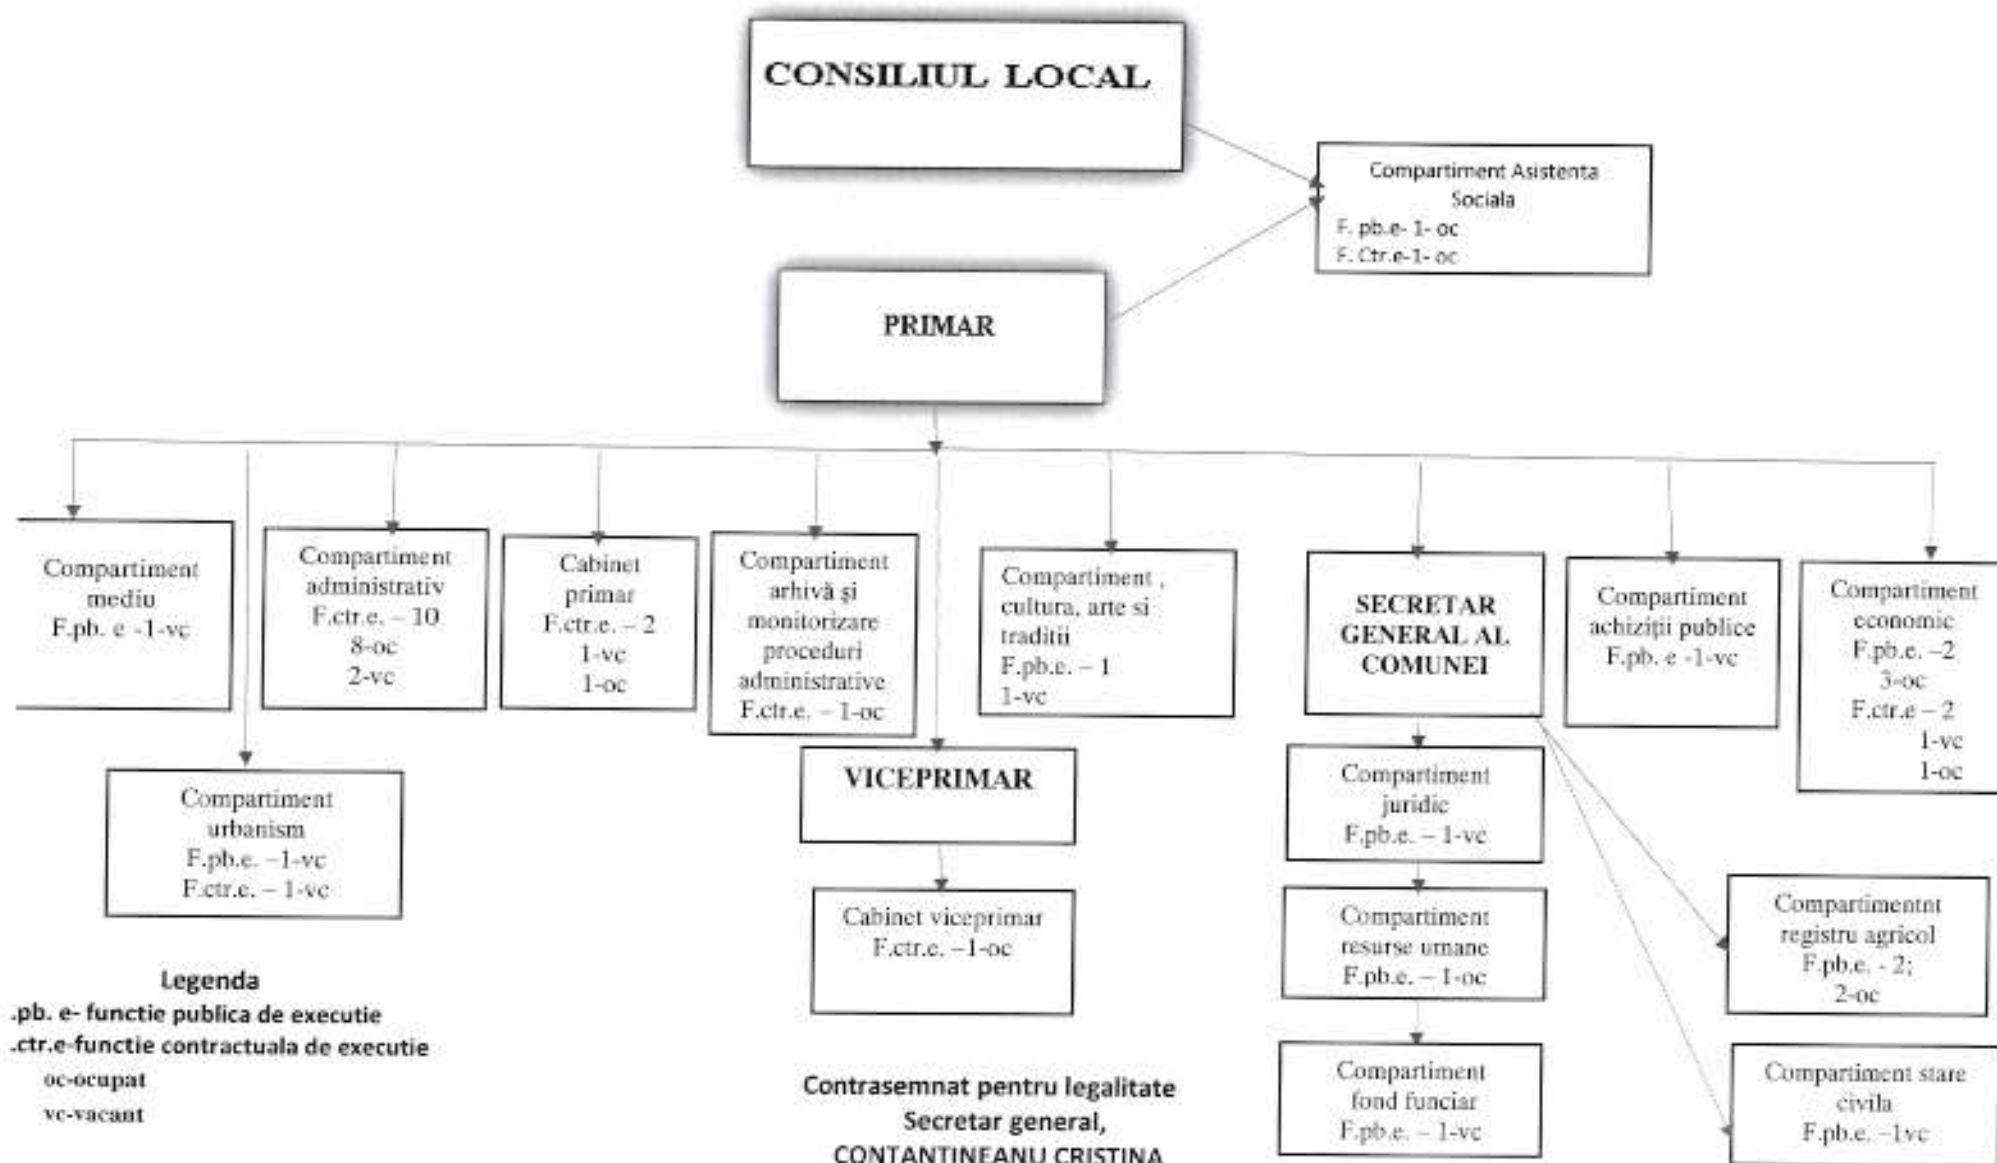 CONSILIUL LOCAL
Compartiment Asistenta
Sociala
F. pb.e- 1- oc
F. Ctr.e-1- oc
PRIMAR
Compartiment
mediu
F.pb. e -1-vc
Compartiment
administrativ
F.ctr.e. – 10
8-oc
2-vc
Cabinet
primar
F.ctr.e. – 2
1-vc
1-oc
Compartiment
arhivă și
monitorizare
proceduri
administrative
F.ctr.e. – 1-oc
Compartiment ,
cultura, arte si
traditii
F.pb.e. – 1
1-vc
SECRETAR
GENERAL AL
COMUNEI
Compartiment
achiziții publice
F.pb. e -1-vc
Compartiment
economic
F.pb.e. –2
3-oc
F.ctr.e – 2
1-vc
1-oc
Compartiment
urbanism
F.pb.e. –1-vc
F.ctr.e. – 1-vc
VICEPRIMAR
Cabinet viceprimar
F.ctr.e. –1-oc
Compartiment
juridic
F.pb.e. – 1-vc
Compartiment
resurse umane
F.pb.e. – 1-oc
Compartiment
fond funciar
F.pb.e. – 1-vc
Compartimentnt
registru agricol
F.pb.e. - 2;
2-oc
Compartiment stare
civila
F.pb.e. –1vc
Legenda
.pb. e- functie publica de executie
.ctr.e-functie contractuala de executie
oc-ocupat
vc-vacant
Contrasemnat pentru legalitate
Secretar general,
CONTANTINEANU CRISTINA